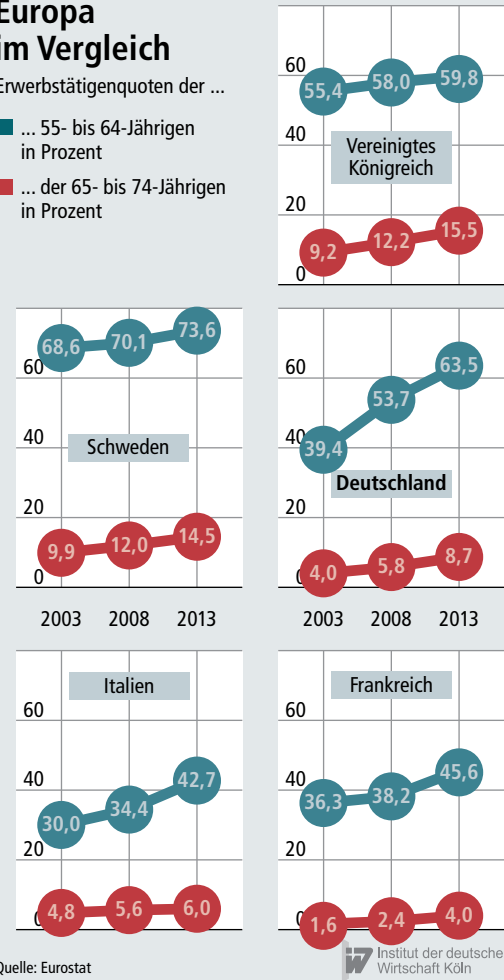 Europa
im Vergleich
Erwerbstätigenquoten der ...
... 55- bis 64-Jährigen
in Prozent
... der 65- bis 74-Jährigen
in Prozent
60
40
20
0
55,4
58,0
59,8
Vereinigtes
Königreich
9,2
12,2
15,5
60
40
20
0
68,6
70,1
73,6
Schweden
9,9
12,0
14,5
2003 2008 2013
60
40
20
0
39,4
53,7
63,5
Deutschland
4,0
5,8
8,7
2003 2008 2013
Italien
60
40
20
0
30,0
34,4
42,7
4,8
5,6
6,0
Frankreich
60
40
20
0
36,3
38,2
45,6
1,6
2,4
4,0
Quelle: Eurostat
iw Institut der deutsche
Wirtschaft Köln